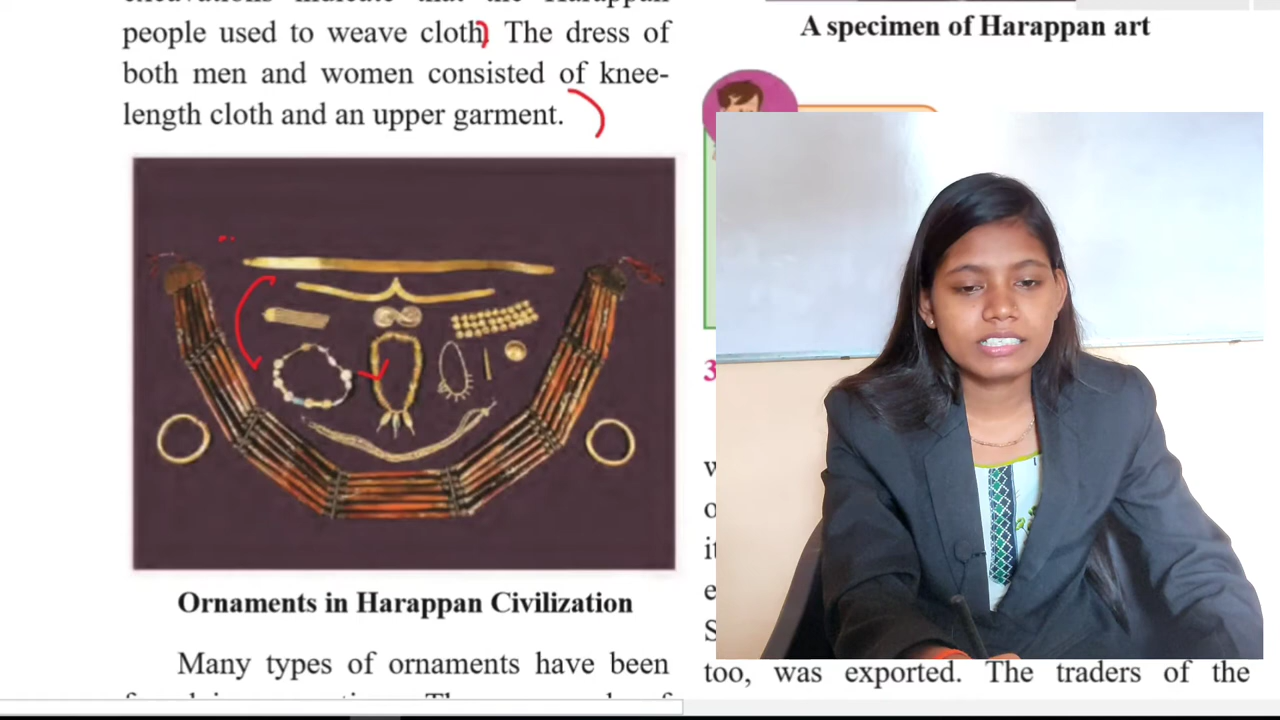 people used to weave cloth. The dress of
both men and women consisted of knee-
length cloth and an upper garment.
Ornaments in Harappan Civilization
Many types of ornaments have been
A specimen of Harappan art
3
too, was exported. The traders of the